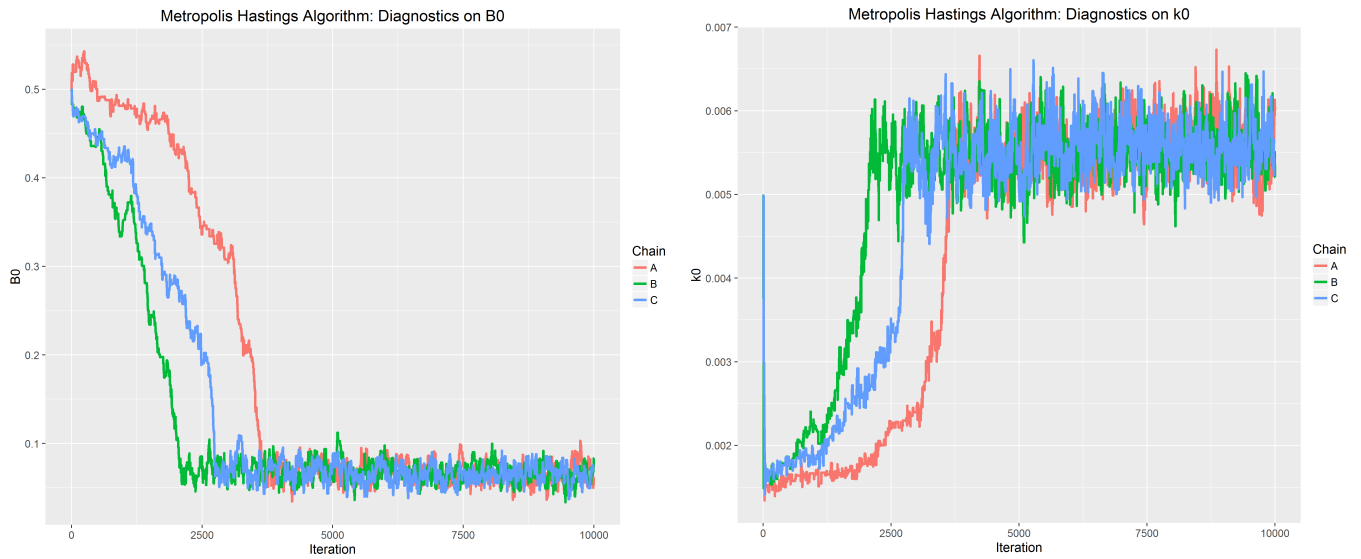 Metropolis Hastings Algorithm: Diagnostics on B0
0.5
0.4
0.3
0.2
0.1
B0
0
2500
5000
7500
10000
Iteration
Chain
A
B
C
Metropolis Hastings Algorithm: Diagnostics on k0
0.007
0.006
0.005
0.004
0.003
0.002
k0
0
2500
5000
7500
10000
Iteration
Chain
A
B
C